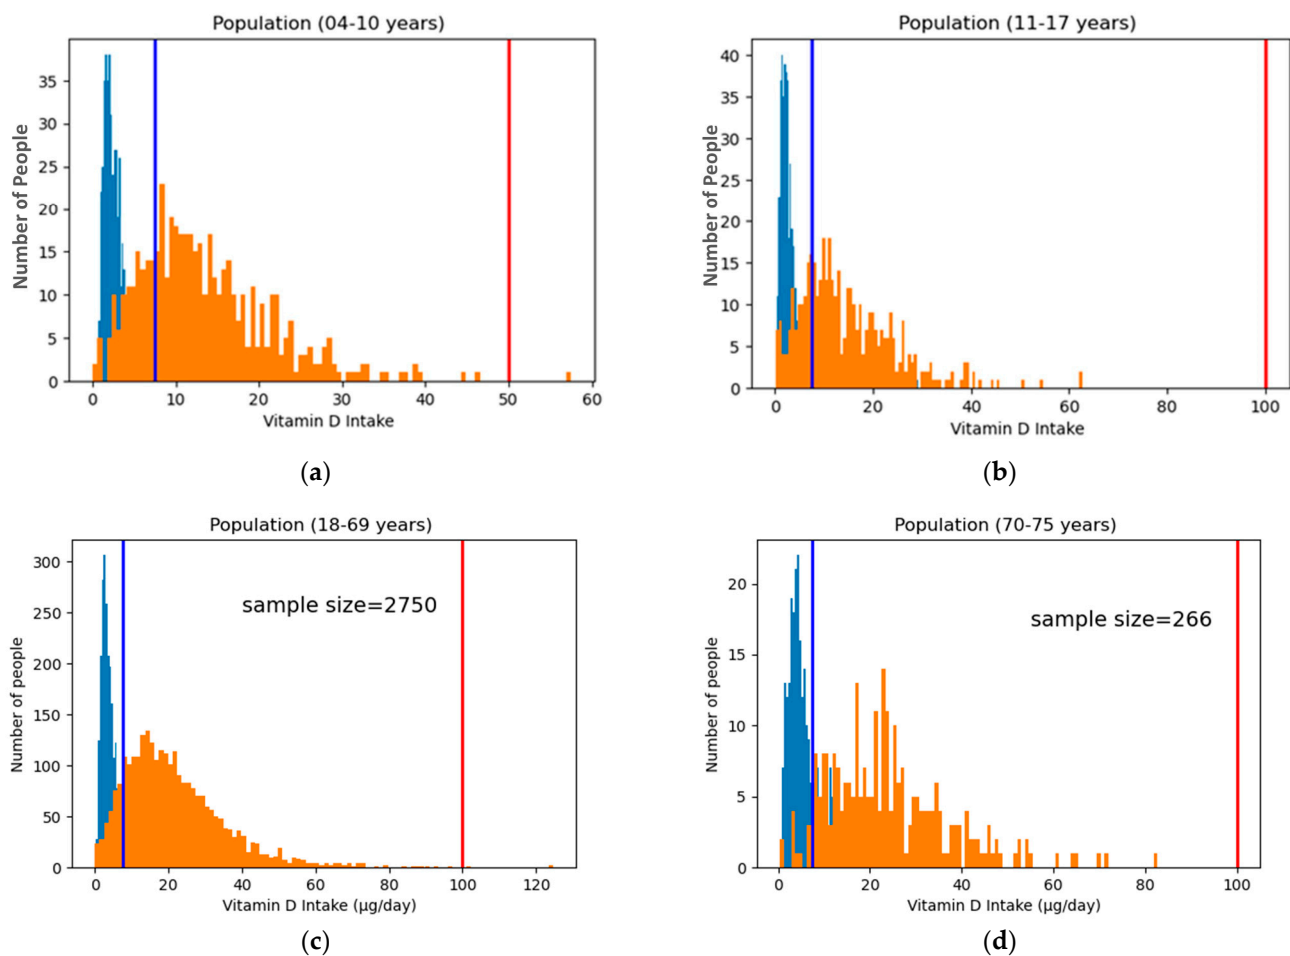 Population (04-10 years)
Number of People
35
30
25
20
15
10
5
0
0 10 20 30 40 50 60
Vitamin D Intake
(a)
Population (11-17 years)
Number of People
40
35
30
25
20
15
10
5
0
0 20 40 60 80 100
Vitamin D Intake
(b)
Population (18-69 years)
sample size=2750
Number of people
300
250
200
150
100
50
0
0 20 40 60 80 100 120
Vitamin D Intake (μg/day)
(c)
Population (70-75 years)
sample size=266
Number of people
20
15
10
5
0
0 20 40 60 80 100
Vitamin D Intake (μg/day)
(d)